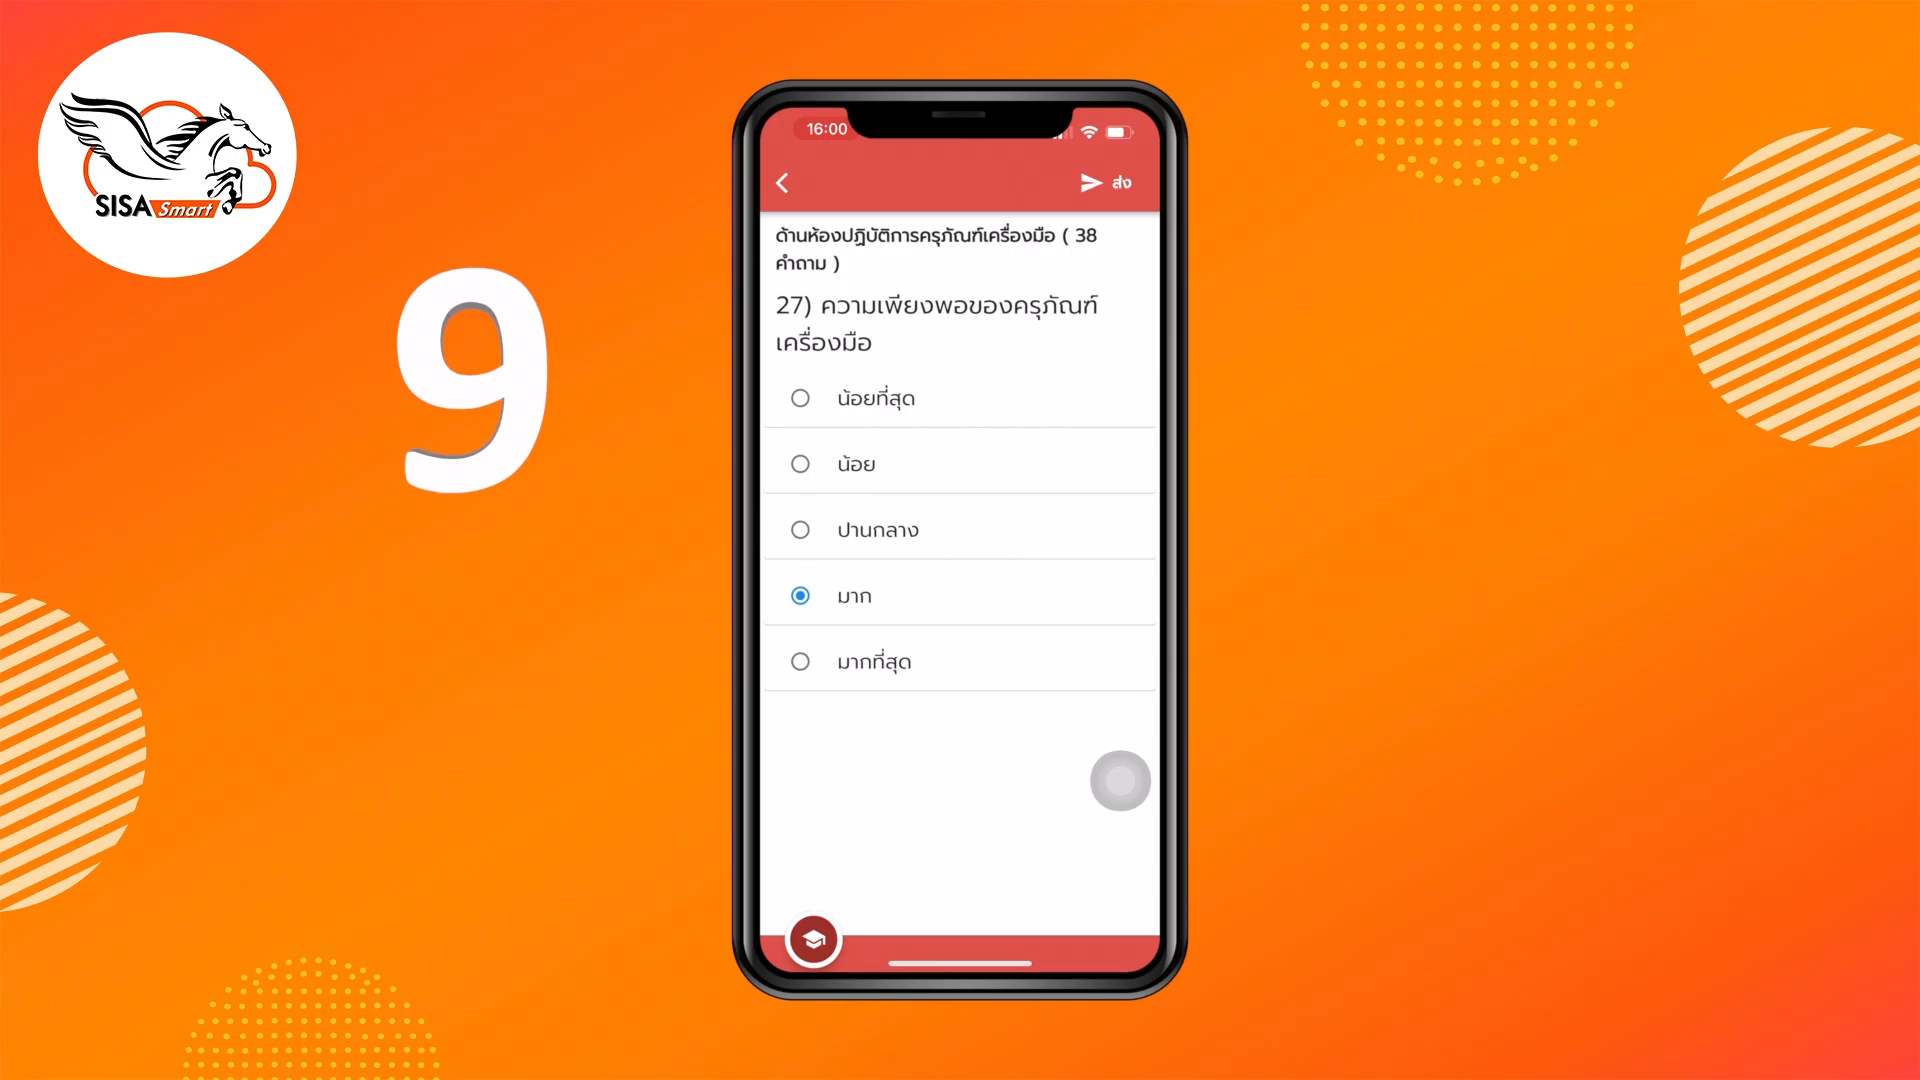 SISA Smart
9
16:00
ส่ง
ด้านห้องปฏิบัติการครุภัณฑ์เครื่องมือ ( 38
คำถาม )
27) ความเพียงพอของครุภัณฑ์
เครื่องมือ
น้อยที่สุด
น้อย
ปานกลาง
มาก
มากที่สุด